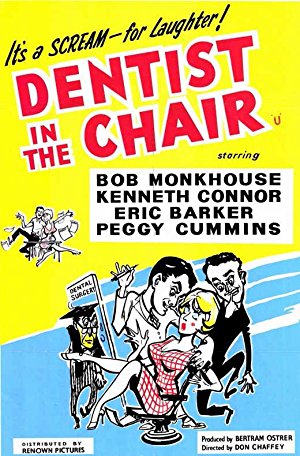 It's a SCREAM—for Laughter!
DENTIST
IN THE CHAIR
'U'
starring
BOB MONKHOUSE
KENNETH CONNOR
ERIC BARKER
PEGGY CUMMINS
DENTAL
SURGERY
DISTRIBUTED BY
RENOWN PICTURES
Produced by BERTRAM OSTRER
Directed by DON CHAFFEY